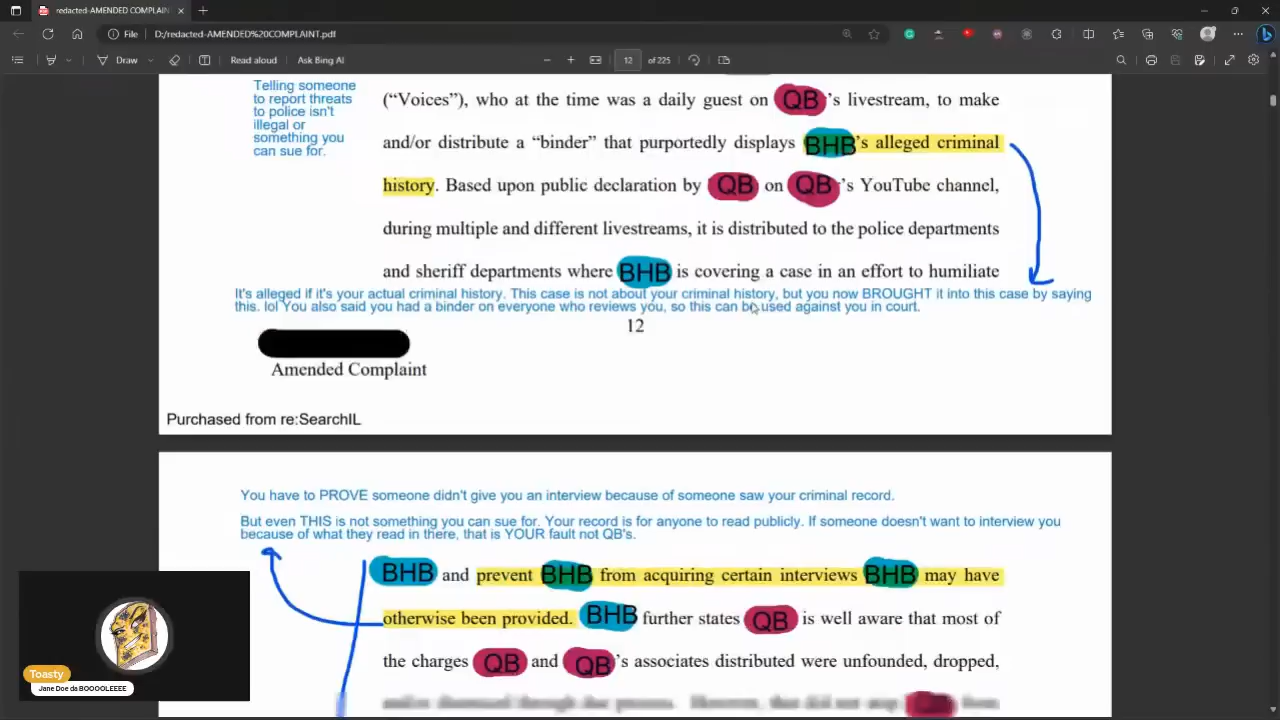 redacted-AMENDED COMPLAINT.pdf
File
D:/redacted-AMENDED%20COMPLAINT.pdf
Draw
Read aloud
Ask Bing AI
12
of 225
Telling someone
to report threats
to police isn't
illegal or
something you
can sue for.
(“Voices”), who at the time was a daily guest on QB’s livestream, to make
and/or distribute a “binder” that purportedly displays BHB’s alleged criminal
history. Based upon public declaration by QB on QB’s YouTube channel,
during multiple and different livestreams, it is distributed to the police departments
and sheriff departments where BHB is covering a case in an effort to humiliate
It's alleged if it's your actual criminal history. This case is not about your criminal history, but you now BROUGHT it into this case by saying
this. lol You also said you had a binder on everyone who reviews you, so this can be used against you in court.
12
Amended Complaint
Purchased from re:SearchIL
You have to PROVE someone didn't give you an interview because of someone saw your criminal record.
But even THIS is not something you can sue for. Your record is for anyone to read publicly. If someone doesn't want to interview you
because of what they read in there, that is YOUR fault not QB's.
BHB and prevent BHB from acquiring certain interviews BHB may have
otherwise been provided. BHB further states QB is well aware that most of
the charges QB and QB’s associates distributed were unfounded, dropped,
Toasty
Jane Doe da BOOOOLEEEE